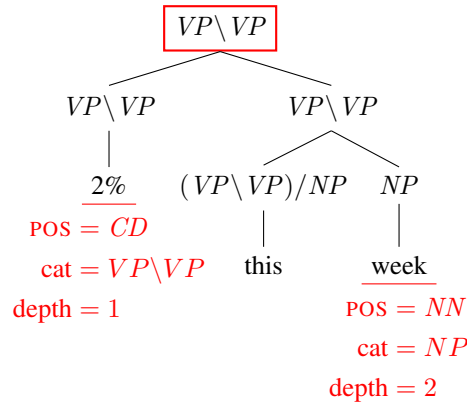 VP\VP
VP\VP VP\VP
2% (VP\VP)/NP NP
POS = CD this week
cat = VP\VP POS = NN
depth = 1 cat = NP
depth = 2